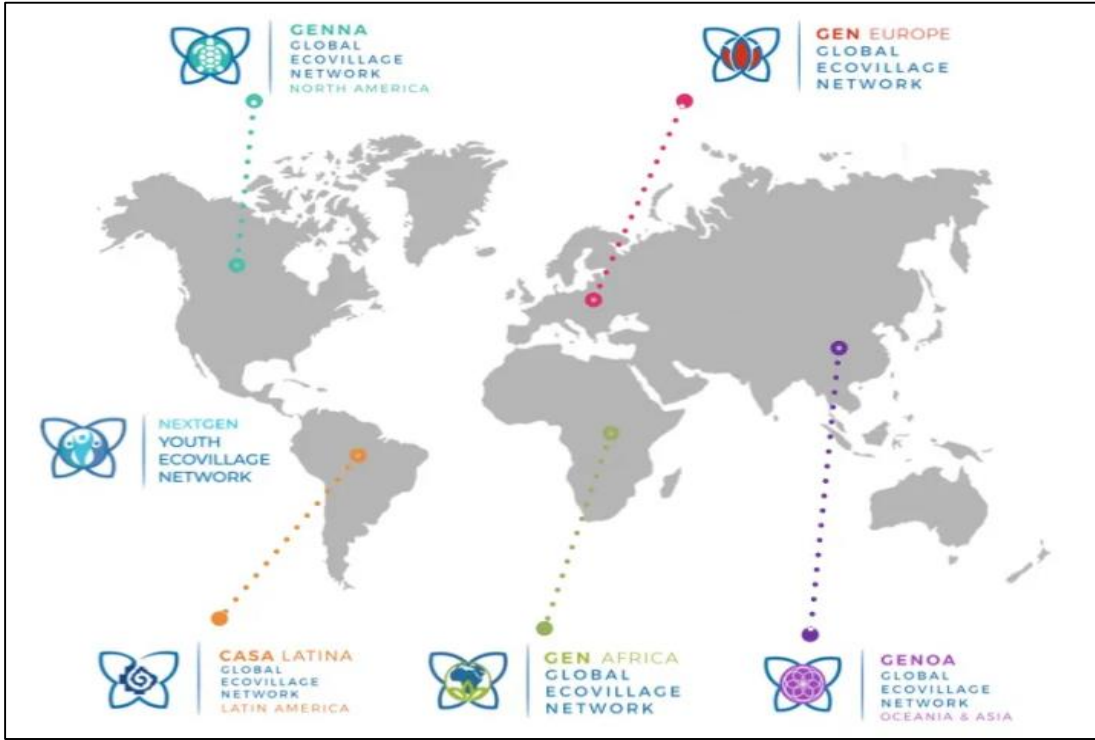 GENNA
GLOBAL
ECOVILLAGE
NETWORK
NORTH AMERICA
GEN EUROPE
GLOBAL
ECOVILLAGE
NETWORK
NEXTGEN
YOUTH
ECOVILLAGE
NETWORK
CASA LATINA
GLOBAL
ECOVILLAGE
NETWORK
LATIN AMERICA
GEN AFRICA
GLOBAL
ECOVILLAGE
NETWORK
GENOA
GLOBAL
ECOVILLAGE
NETWORK
OCEANIA & ASIA